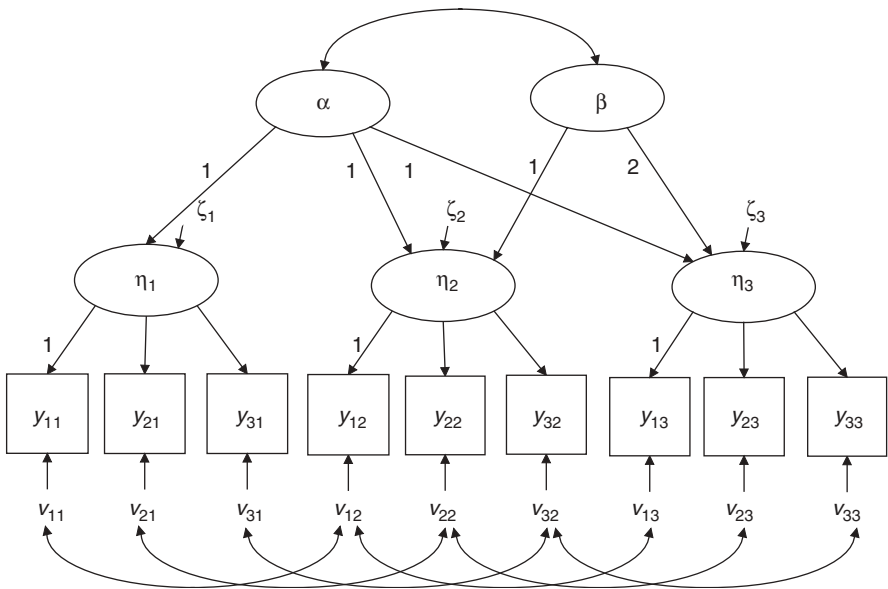 α β
1 1 1 1 2
ζ₁ ζ₂ ζ₃
η₁ η₂ η₃
1 1 1
y₁₁ y₂₁ y₃₁ y₁₂ y₂₂ y₃₂ y₁₃ y₂₃ y₃₃
v₁₁ v₂₁ v₃₁ v₁₂ v₂₂ v₃₂ v₁₃ v₂₃ v₃₃